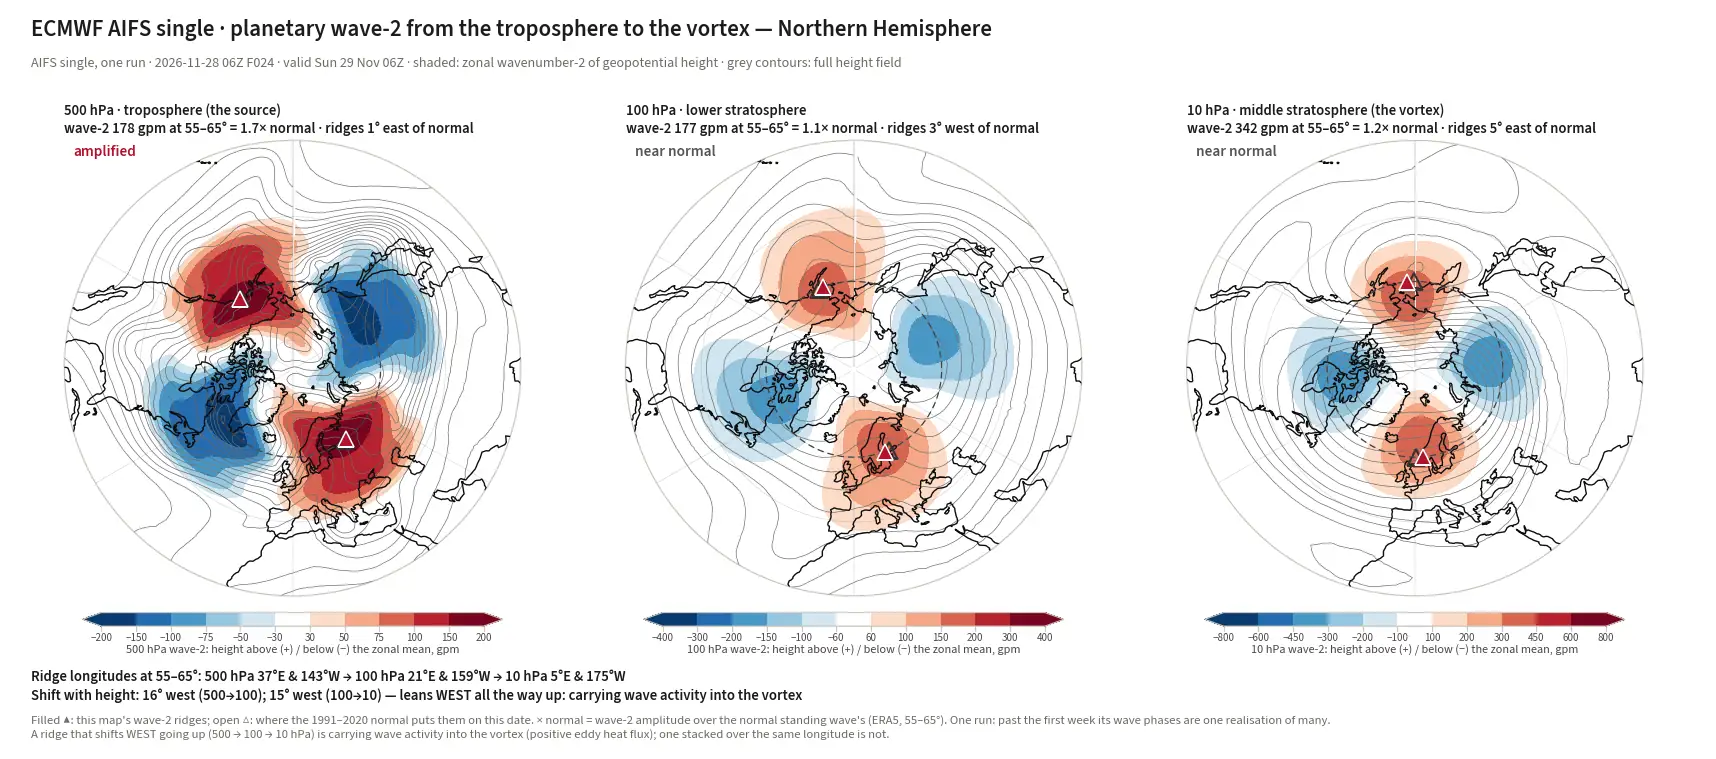 ECMWF AIFS single · planetary wave-2 from the troposphere to the vortex — Northern Hemisphere
AIFS single, one run · 2026-11-28 06Z F024 · valid Sun 29 Nov 06Z · shaded: zonal wavenumber-2 of geopotential height · grey contours: full height field
500 hPa · troposphere (the source)
wave-2 178 gpm at 55–65° = 1.7× normal · ridges 1° east of normal
amplified
100 hPa · lower stratosphere
wave-2 177 gpm at 55–65° = 1.1× normal · ridges 3° west of normal
near normal
10 hPa · middle stratosphere (the vortex)
wave-2 342 gpm at 55–65° = 1.2× normal · ridges 5° east of normal
near normal
−200 −150 −100 −75 −50 −30 30 50 75 100 150 200
500 hPa wave-2: height above (+) / below (−) the zonal mean, gpm
−400 −300 −200 −150 −100 −60 60 100 150 200 300 400
100 hPa wave-2: height above (+) / below (−) the zonal mean, gpm
−800 −600 −450 −300 −200 −100 100 200 300 450 600 800
10 hPa wave-2: height above (+) / below (−) the zonal mean, gpm
Ridge longitudes at 55–65°: 500 hPa 37°E & 143°W → 100 hPa 21°E & 159°W → 10 hPa 5°E & 175°W
Shift with height: 16° west (500→100); 15° west (100→10) — leans WEST all the way up: carrying wave activity into the vortex
Filled ▲: this map's wave-2 ridges; open △: where the 1991–2020 normal puts them on this date. × normal = wave-2 amplitude over the normal standing wave's (ERA5, 55–65°). One run: past the first week its wave phases are one realisation of many.
A ridge that shifts WEST going up (500 → 100 → 10 hPa) is carrying wave activity into the vortex (positive eddy heat flux); one stacked over the same longitude is not.